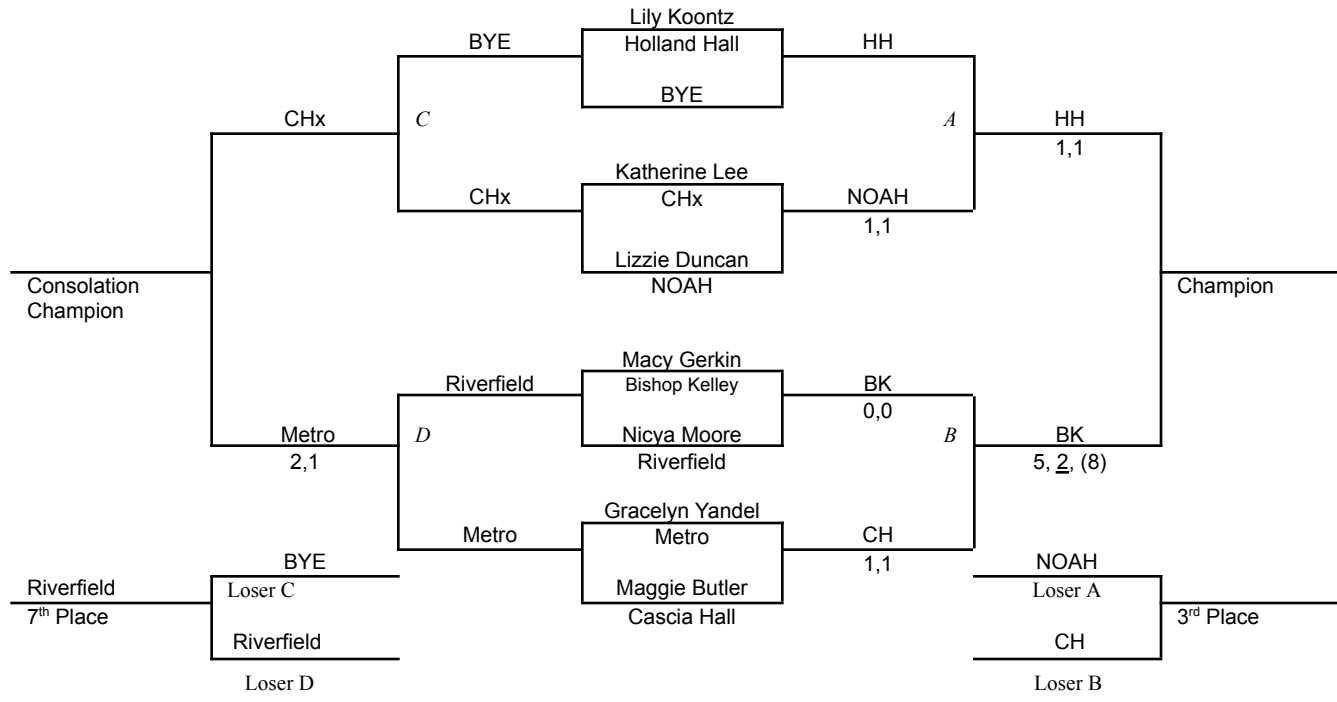 Lily Koontz
BYE
Holland Hall
HH
BYE
CHx
C
A
HH
1,1
Katherine Lee
CHx
CHx
NOAH
1,1
Lizzie Duncan
NOAH
Consolation
Champion
Champion
Macy Gerkin
Riverfield
Bishop Kelley
BK
0,0
Metro
D
Nicya Moore
B
BK
2,1
Riverfield
5, 2, (8)
Gracelyn Yandel
Metro
Metro
CH
1,1
BYE
NOAH
Riverfield
Loser C
Maggie Butler
Loser A
7th Place
Cascia Hall
3rd Place
Riverfield
CH
Loser D
Loser B